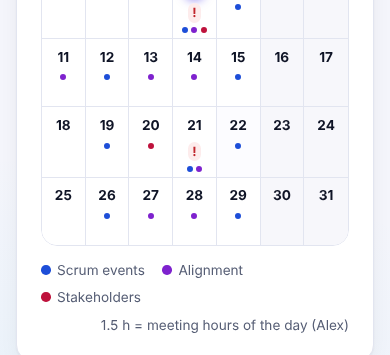 !
11 12 13 14 15 16 17
18 19 20 21 22 23 24
!
25 26 27 28 29 30 31
Scrum events Alignment
Stakeholders
1.5 h = meeting hours of the day (Alex)